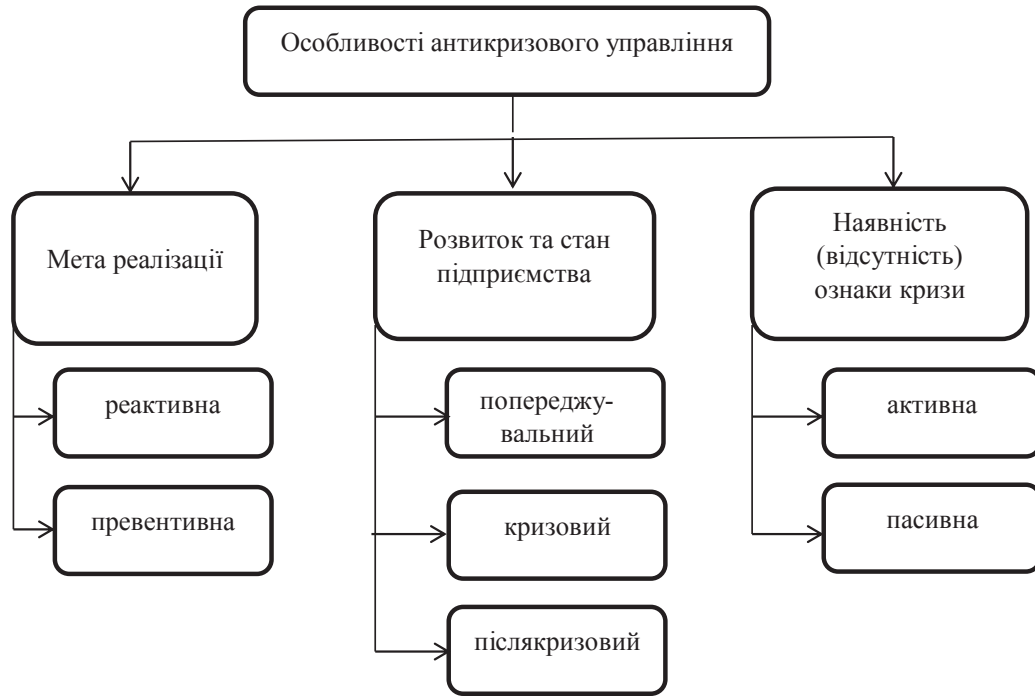 Особливості антикризового управління
Мета реалізації
реактивна
превентивна
Розвиток та стан
підприємства
попереджу-
вальний
кризовий
післякризовий
Наявність
(відсутність)
ознаки кризи
активна
пасивна